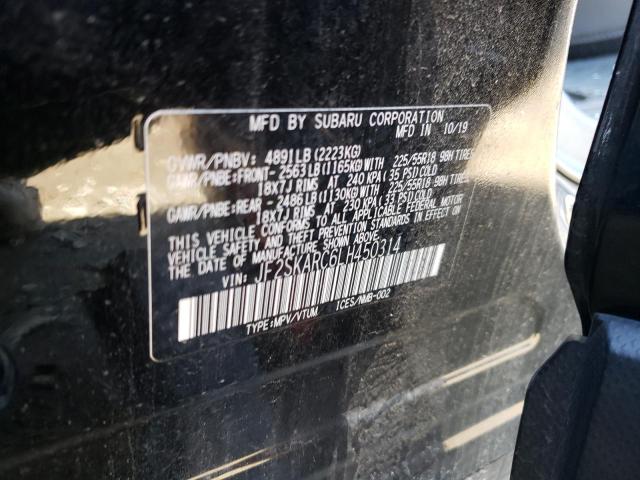 MFD BY SUBARU CORPORATION
MFD IN 10/19
GVWR/PNBV: 4891LB(2223KG)
GAWR/PNBE:FRONT- 2563LB(1165KG)WITH 225/55R18 98H TIRES
18X7J RIMS AT 240 KPA(35 PSI)COLD
GAWR/PNBE:REAR - 2486LB(1130KG)WITH 225/55R18 98H TIRES
18X7J RIMS AT 230 KPA(33 PSI)COLD
THIS VEHICLE CONFORMS TO ALL APPLICABLE FEDERAL MOTOR
VEHICLE SAFETY AND THEFT PREVENTION STANDARDS
IN EFFECT ON THE DATE OF MANUFACTURE SHOWN ABOVE.
VIN: JF2SKARC6LH450314
TYPE:MPV/VTUM ICES/NMB-002